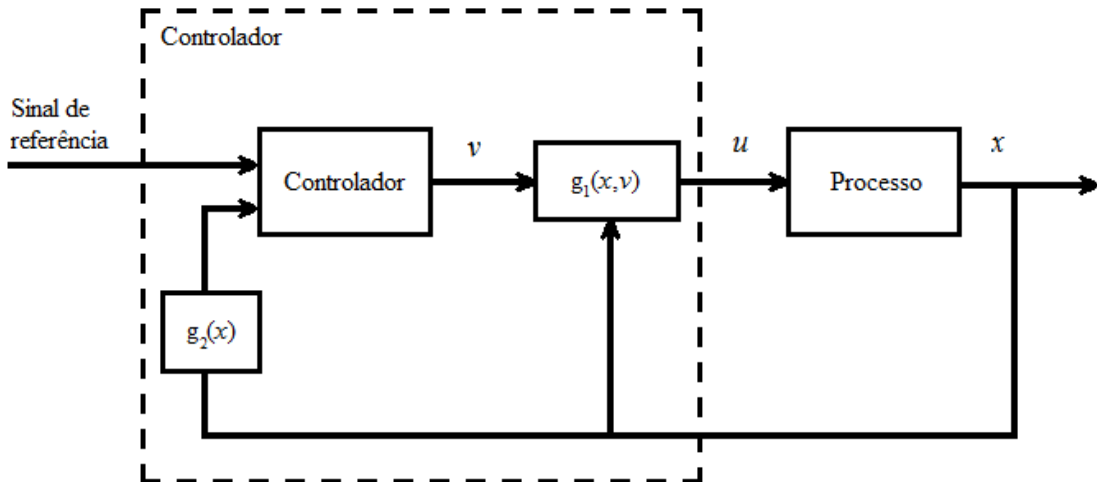 Controlador
Sinal de
referência
Controlador
v
g₁(x,v)
u
Processo
x
g₂(x)